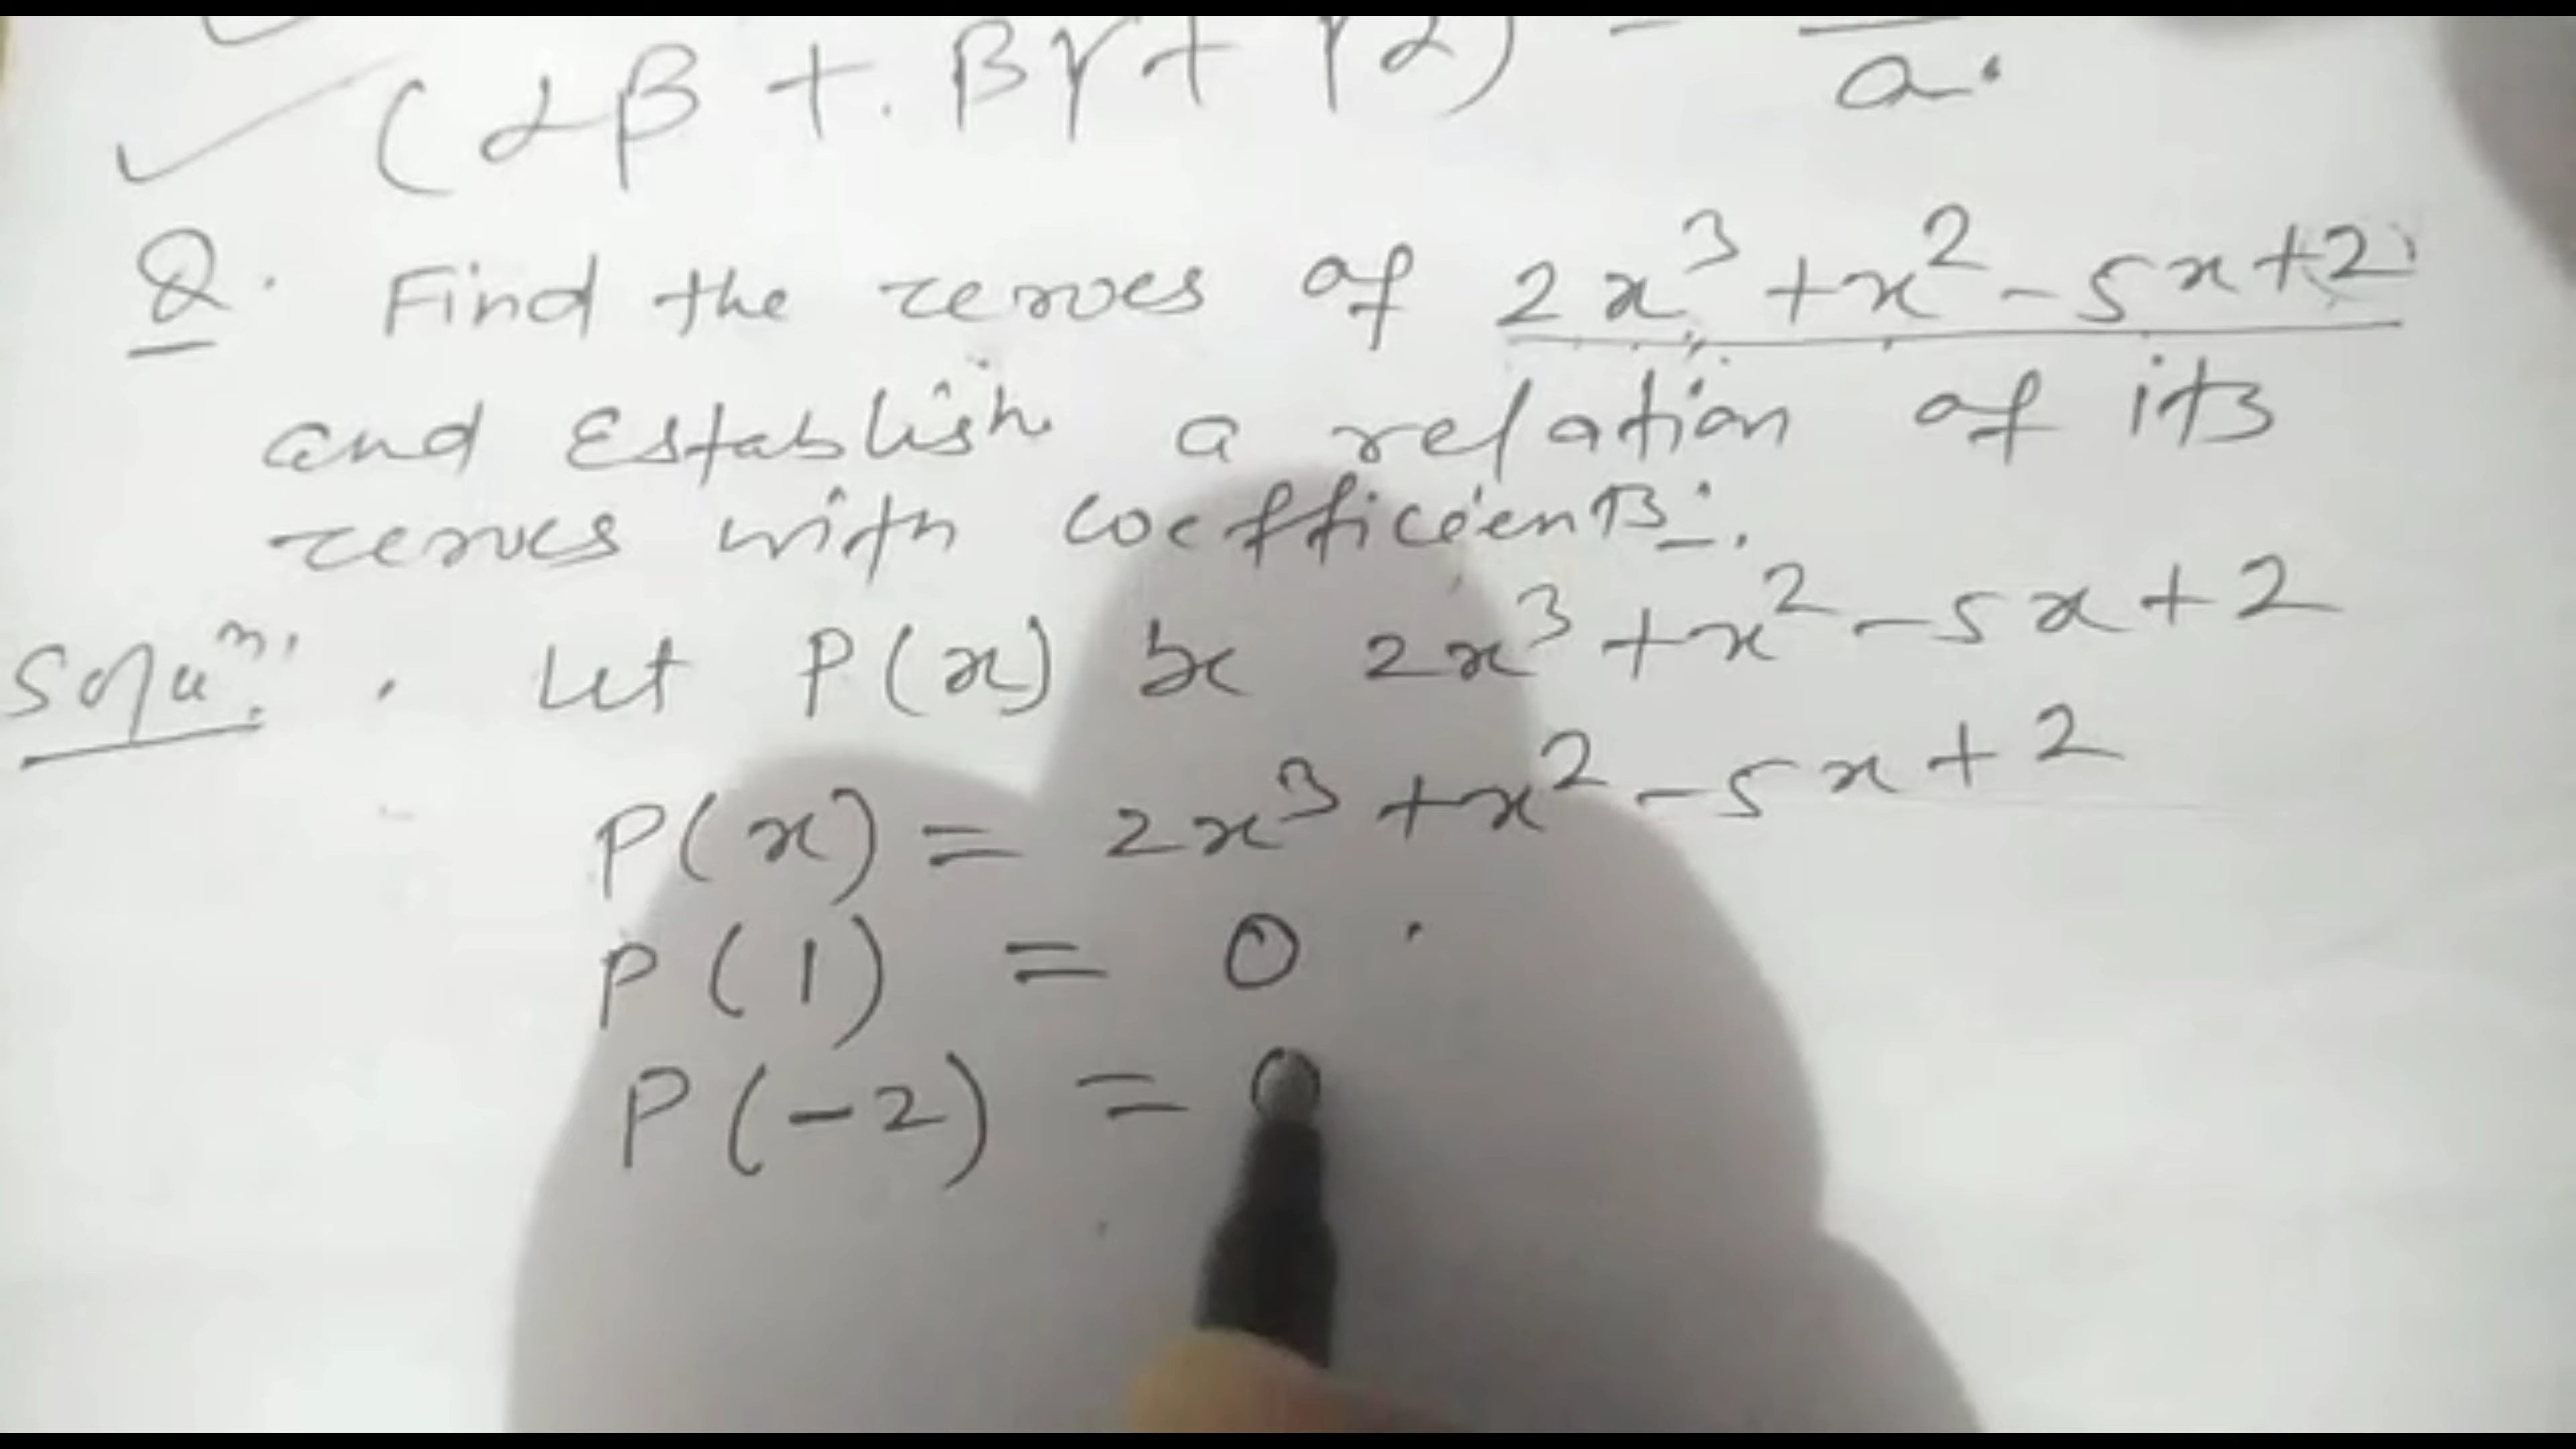 (αβ + βγ + γα) = —/a.
Q. Find the zeroes of 2x³ + x² - 5x + 2
and Establish a relation of its
zeroes with coefficients.
Soluⁿ. Let P(x) be 2x³ + x² - 5x + 2
P(x) = 2x³ + x² - 5x + 2
P(1) = 0.
P(-2) = 0